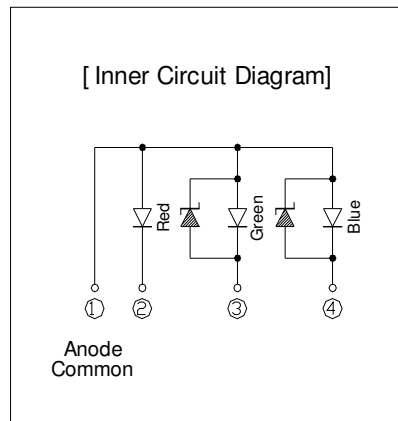 [ Inner Circuit Diagram]
Red
Green
Blue
① ② ③ ④
Anode
Common